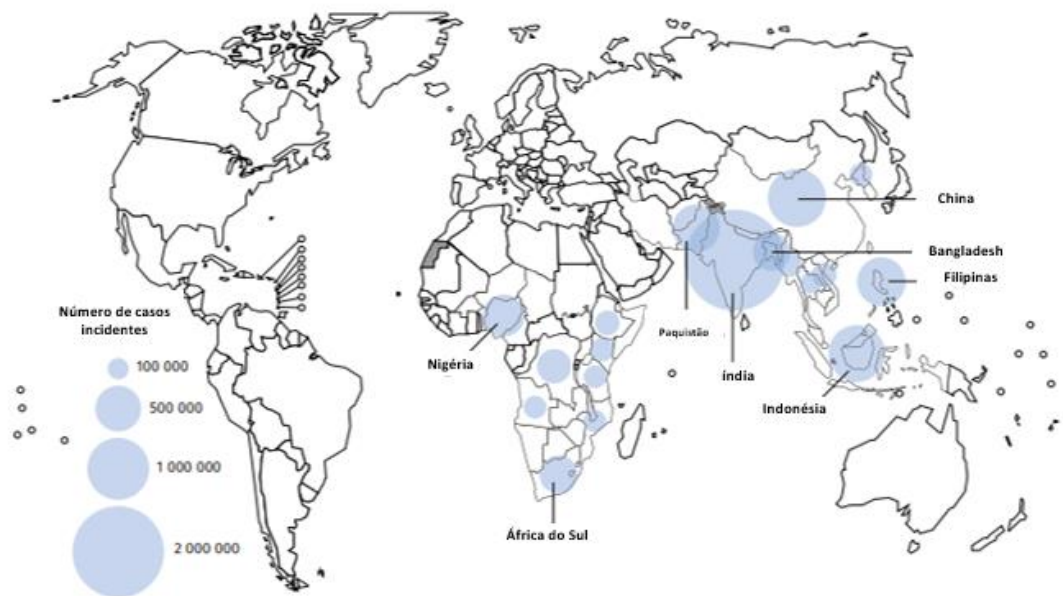 China
Bangladesh
Filipinas
Número de casos
incidentes
Paquistão
100 000
Nigéria
índia
500 000
Indonésia
1 000 000
África do Sul
2 000 000